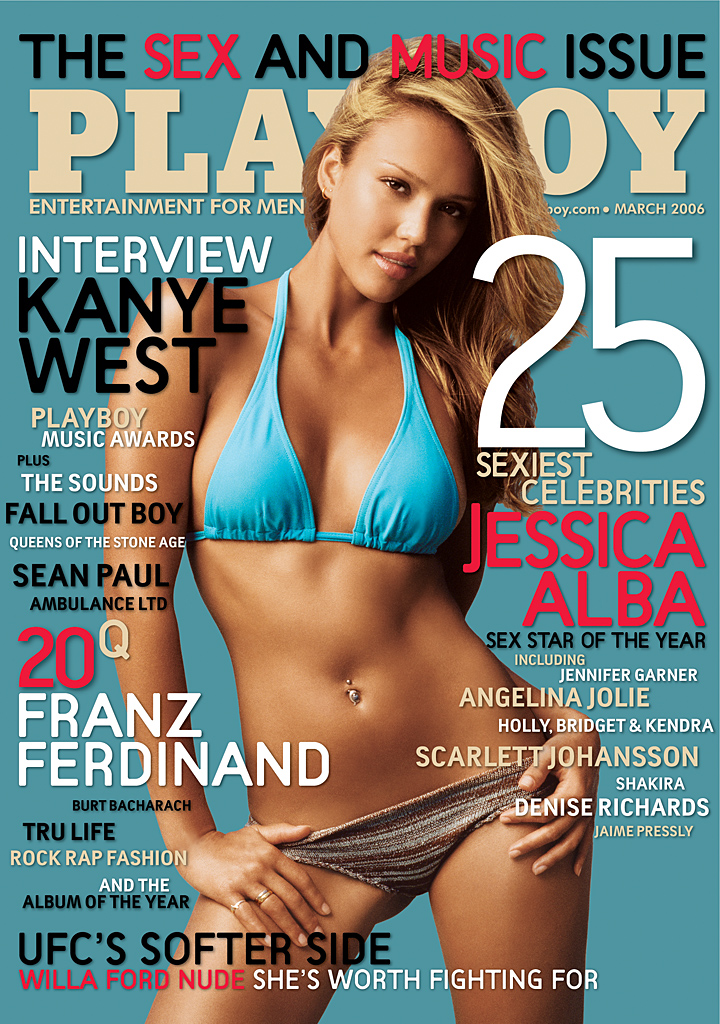 THE SEX AND MUSIC ISSUE
PLAYBOY
ENTERTAINMENT FOR MEN
boy.com • MARCH 2006
INTERVIEW
KANYE
WEST
PLAYBOY
MUSIC AWARDS
PLUS
THE SOUNDS
FALL OUT BOY
QUEENS OF THE STONE AGE
SEAN PAUL
AMBULANCE LTD
20Q
FRANZ
FERDINAND
BURT BACHARACH
TRU LIFE
ROCK RAP FASHION
AND THE
ALBUM OF THE YEAR
25
SEXIEST
CELEBRITIES
JESSICA
ALBA
SEX STAR OF THE YEAR
INCLUDING
JENNIFER GARNER
ANGELINA JOLIE
HOLLY, BRIDGET & KENDRA
SCARLETT JOHANSSON
SHAKIRA
DENISE RICHARDS
JAIME PRESSLY
UFC'S SOFTER SIDE
WILLA FORD NUDE SHE'S WORTH FIGHTING FOR